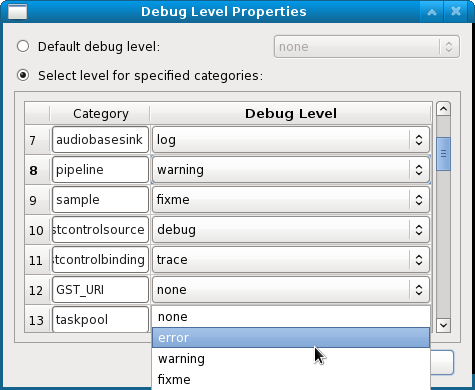 Debug Level Properties
Default debug level: none
Select level for specified categories:
Category Debug Level
7 audiobasesink log
8 pipeline warning
9 sample fixme
10 stcontrolsource debug
11 stcontrolbinding trace
12 GST_URI none
13 taskpool
none
error
warning
fixme